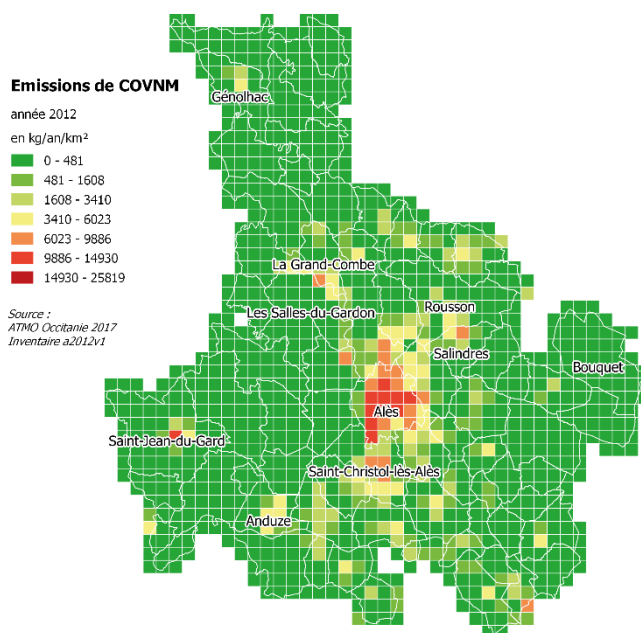 Emissions de COVNM
année 2012
en kg/an/km²
0 - 481
481 - 1608
1608 - 3410
3410 - 6023
6023 - 9886
9886 - 14930
14930 - 25819
Source :
ATMO Occitanie 2017
Inventaire a2012v1
Génolhac
La Grand-Combe
Les Salles-du-Gardon
Rousson
Salindres
Bouquet
Alès
Saint-Jean-du-Gard
Saint-Christol-lès-Alès
Anduze